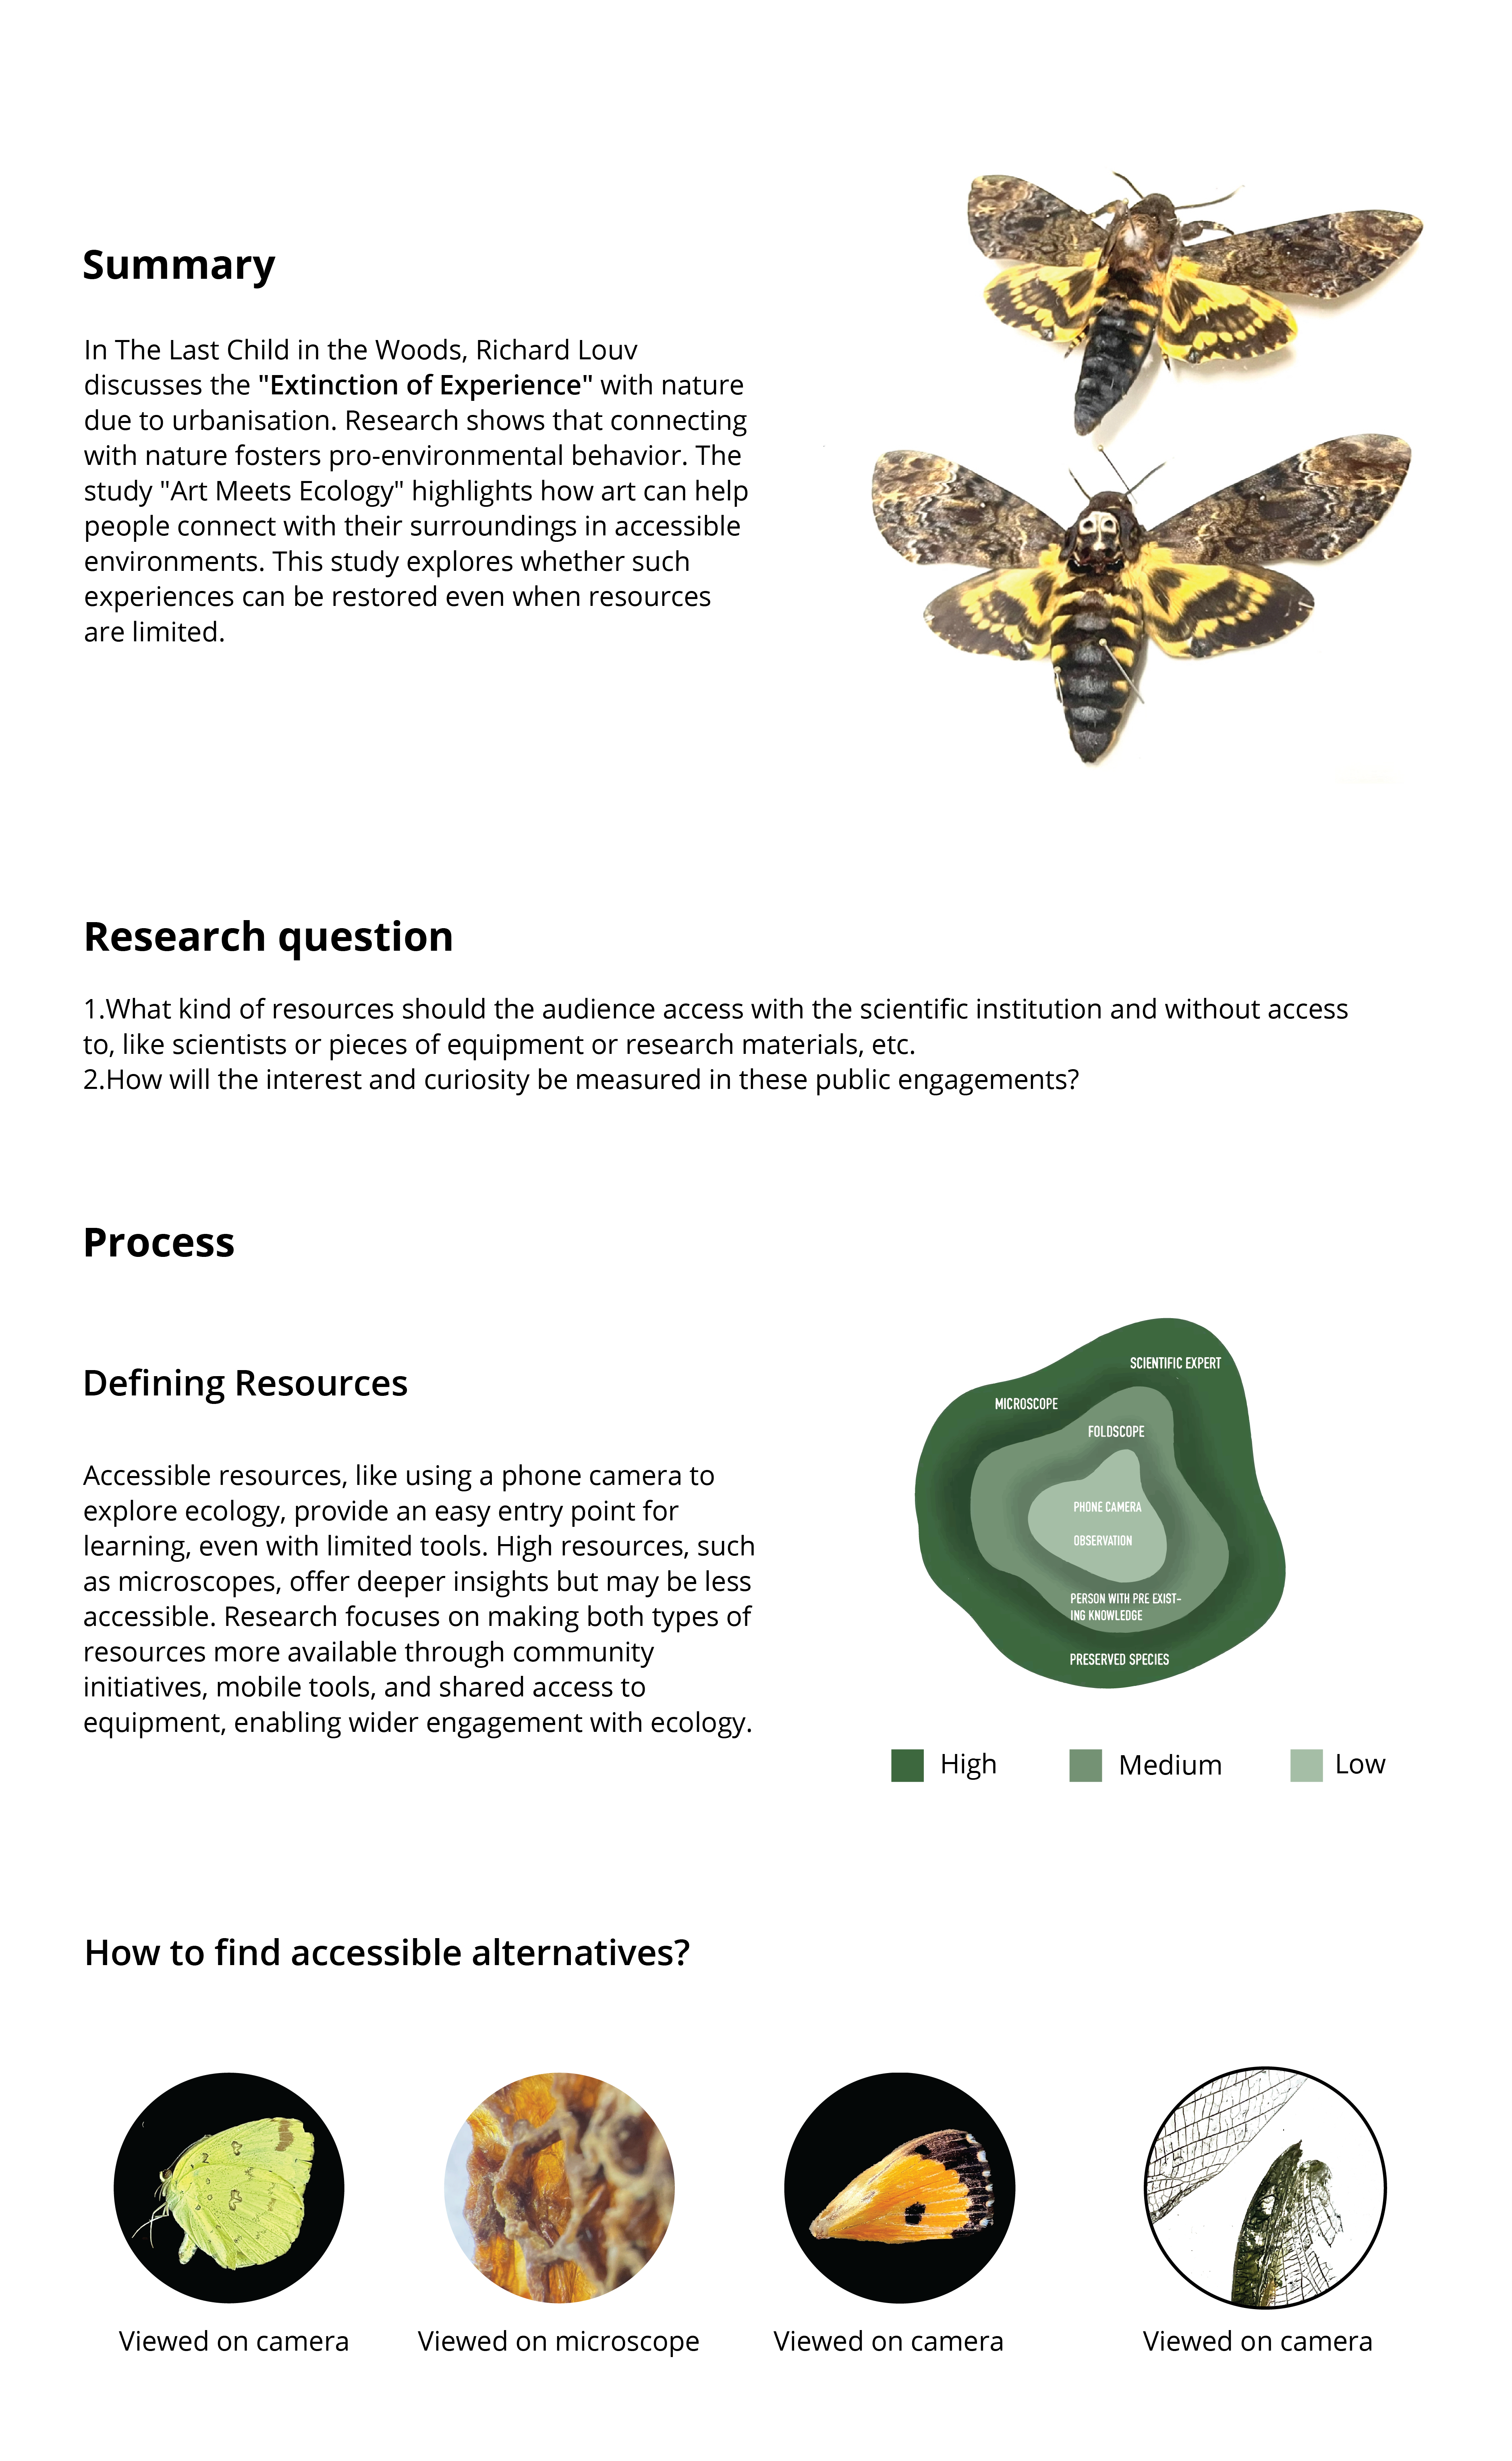 Summary
In The Last Child in the Woods, Richard Louv
discusses the "Extinction of Experience" with nature
due to urbanisation. Research shows that connecting
with nature fosters pro-environmental behavior. The
study "Art Meets Ecology" highlights how art can help
people connect with their surroundings in accessible
environments. This study explores whether such
experiences can be restored even when resources
are limited.
Research question
1.What kind of resources should the audience access with the scientific institution and without access
to, like scientists or pieces of equipment or research materials, etc.
2.How will the interest and curiosity be measured in these public engagements?
Process
Defining Resources
Accessible resources, like using a phone camera to
explore ecology, provide an easy entry point for
learning, even with limited tools. High resources, such
as microscopes, offer deeper insights but may be less
accessible. Research focuses on making both types of
resources more available through community
initiatives, mobile tools, and shared access to
equipment, enabling wider engagement with ecology.
SCIENTIFIC EXPERT
MICROSCOPE
FOLDSCOPE
PHONE CAMERA
OBSERVATION
PERSON WITH PRE EXIST-
ING KNOWLEDGE
PRESERVED SPECIES
High
Medium
Low
How to find accessible alternatives?
Viewed on camera
Viewed on microscope
Viewed on camera
Viewed on camera